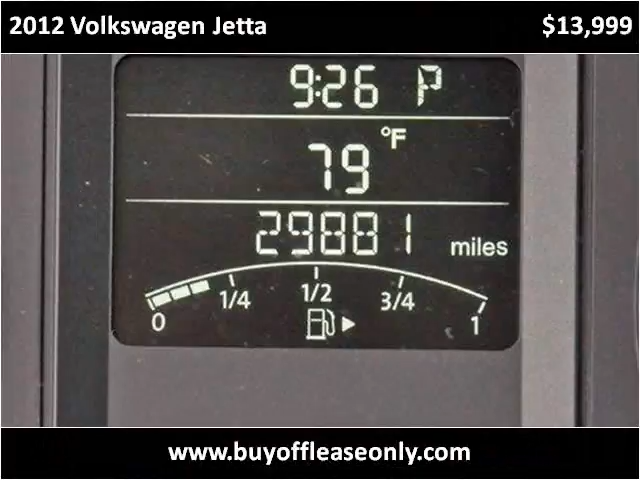 2012 Volkswagen Jetta $13,999
9:26 P
79 °F
29881 miles
0 1/4 1/2 3/4 1
www.buyoffleaseonly.com